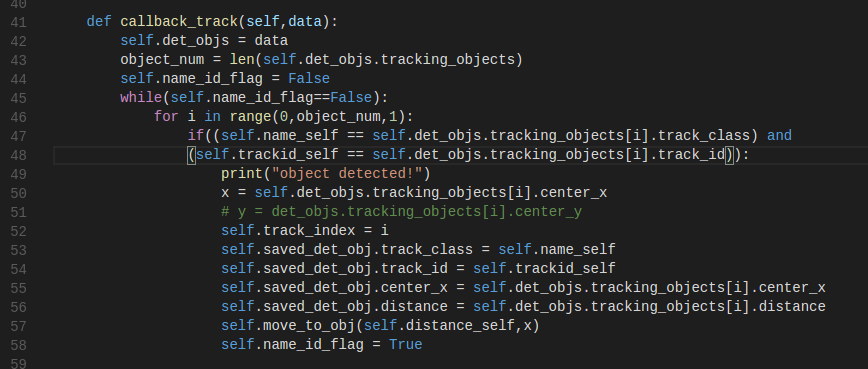 40
41 def callback_track(self,data):
42 self.det_objs = data
43 object_num = len(self.det_objs.tracking_objects)
44 self.name_id_flag = False
45 while(self.name_id_flag==False):
46 for i in range(0,object_num,1):
47 if((self.name_self == self.det_objs.tracking_objects[i].track_class) and
48 (self.trackid_self == self.det_objs.tracking_objects[i].track_id)):
49 print("object detected!")
50 x = self.det_objs.tracking_objects[i].center_x
51 # y = det_objs.tracking_objects[i].center_y
52 self.track_index = i
53 self.saved_det_obj.track_class = self.name_self
54 self.saved_det_obj.track_id = self.trackid_self
55 self.saved_det_obj.center_x = self.det_objs.tracking_objects[i].center_x
56 self.saved_det_obj.distance = self.det_objs.tracking_objects[i].distance
57 self.move_to_obj(self.distance_self,x)
58 self.name_id_flag = True
59